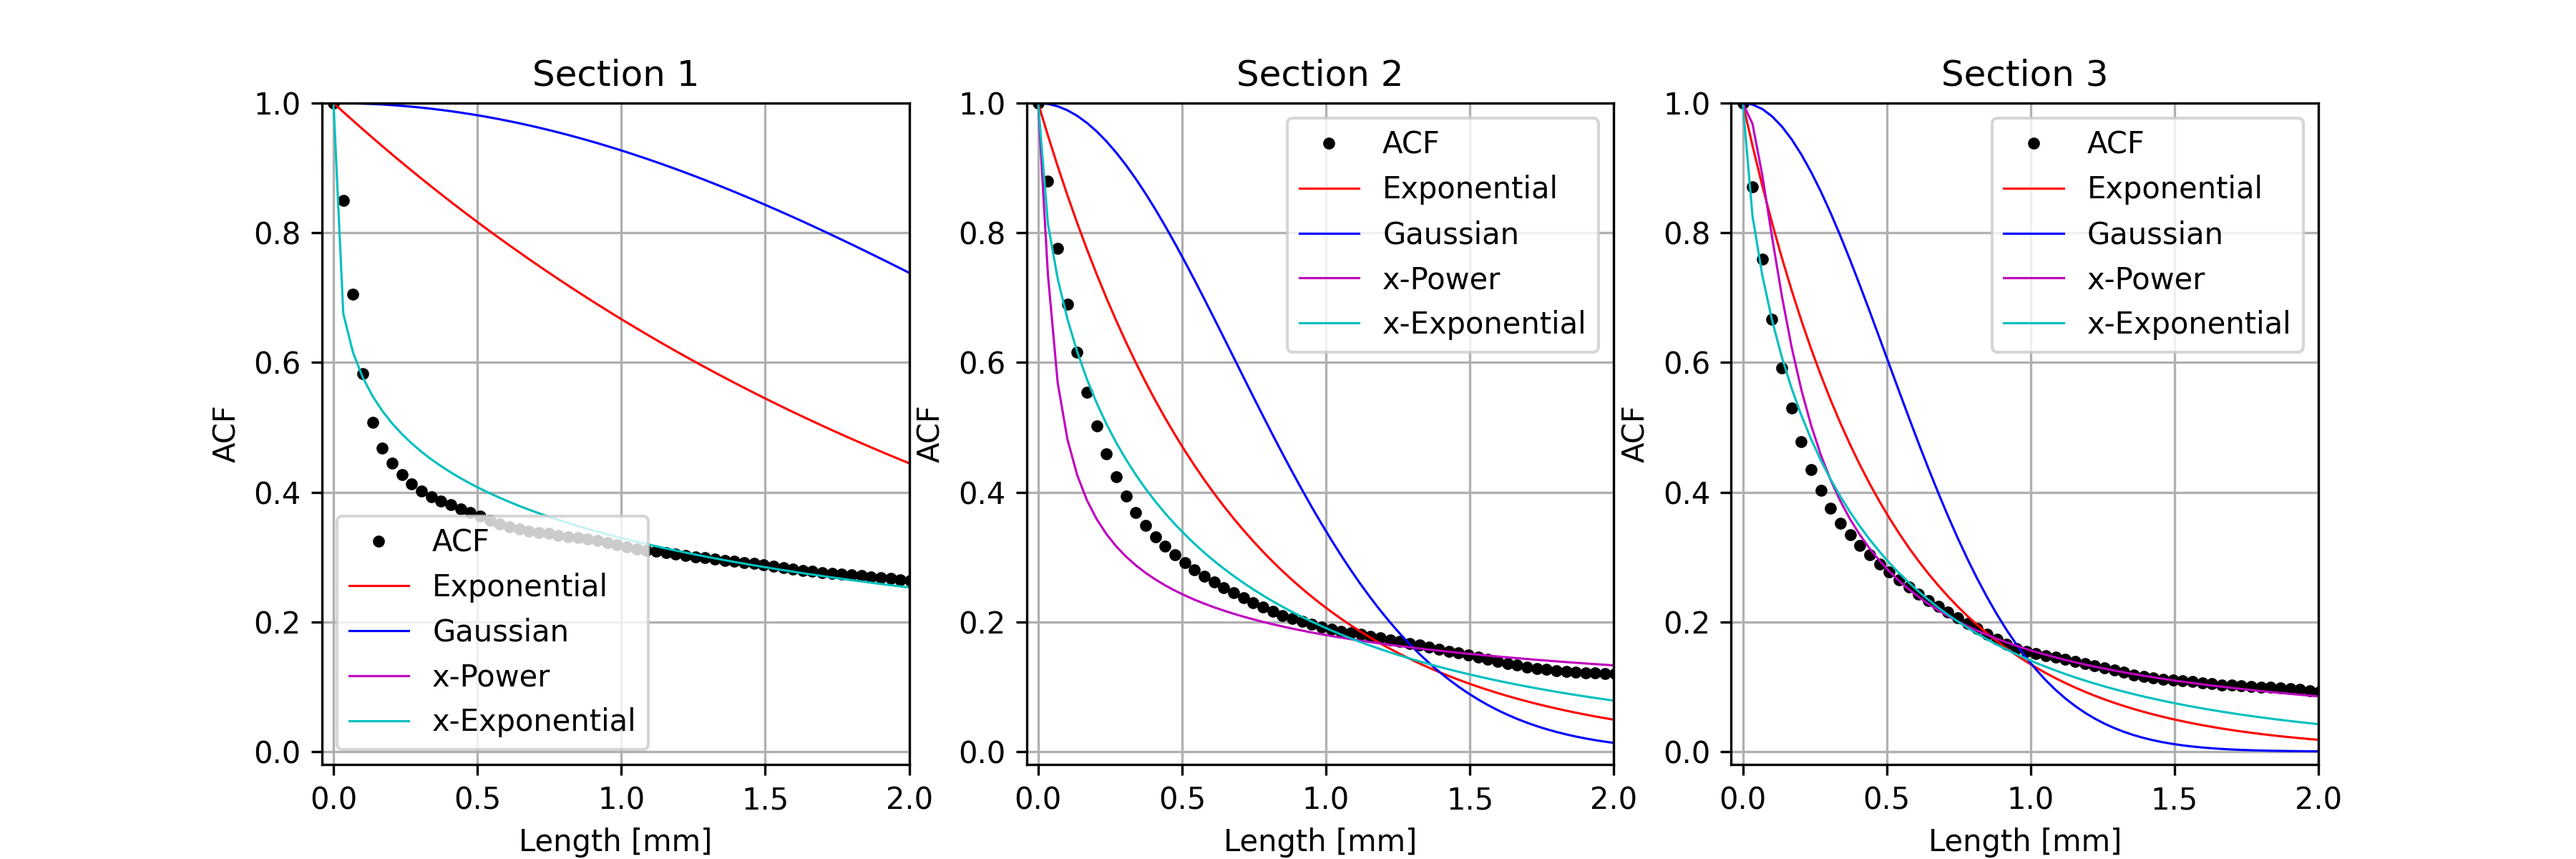 Section 1
1.0
0.8
0.6
0.4
0.2
0.0
ACF
ACF
Exponential
Gaussian
x-Power
x-Exponential
0.0 0.5 1.0 1.5 2.0
Length [mm]
Section 2
1.0
0.8
0.6
0.4
0.2
0.0
ACF
ACF
Exponential
Gaussian
x-Power
x-Exponential
0.0 0.5 1.0 1.5 2.0
Length [mm]
Section 3
1.0
0.8
0.6
0.4
0.2
0.0
ACF
ACF
Exponential
Gaussian
x-Power
x-Exponential
0.0 0.5 1.0 1.5 2.0
Length [mm]